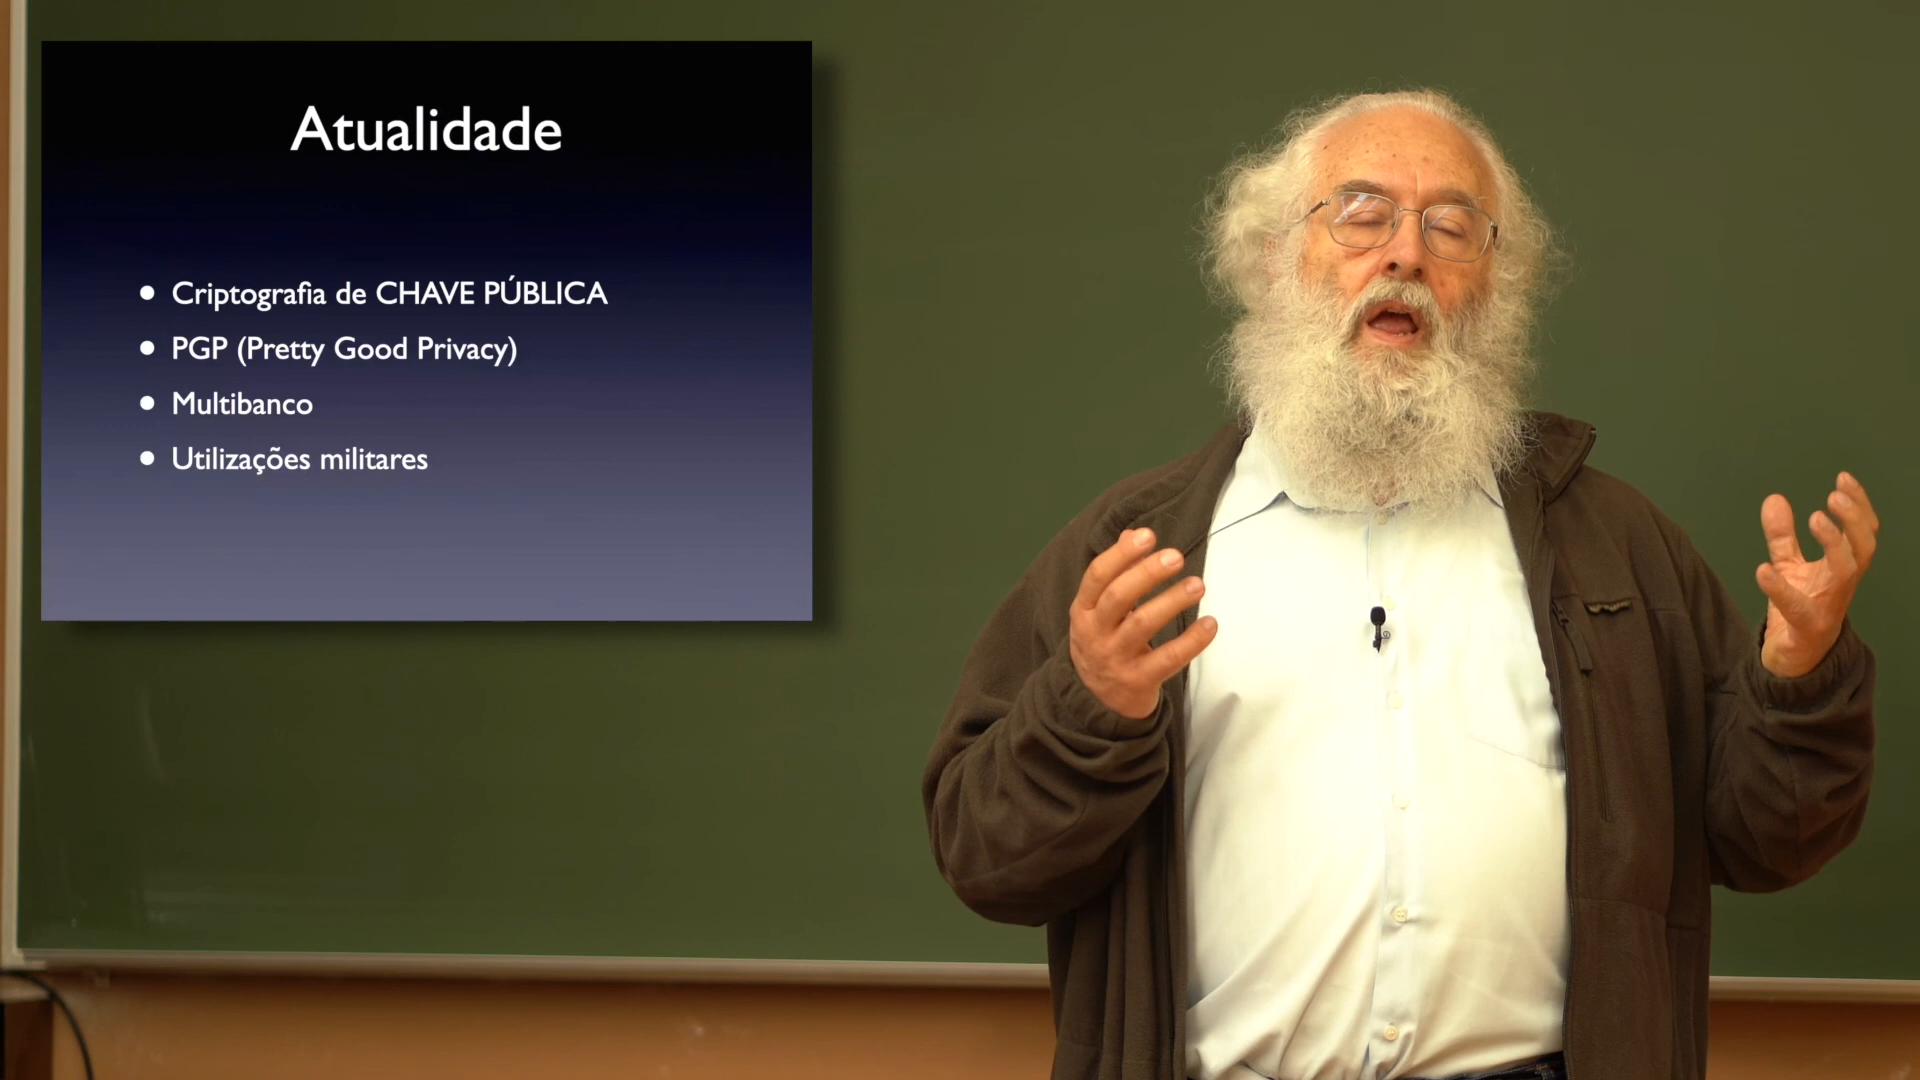 Atualidade
• Criptografia de CHAVE PÚBLICA
• PGP (Pretty Good Privacy)
• Multibanco
• Utilizações militares